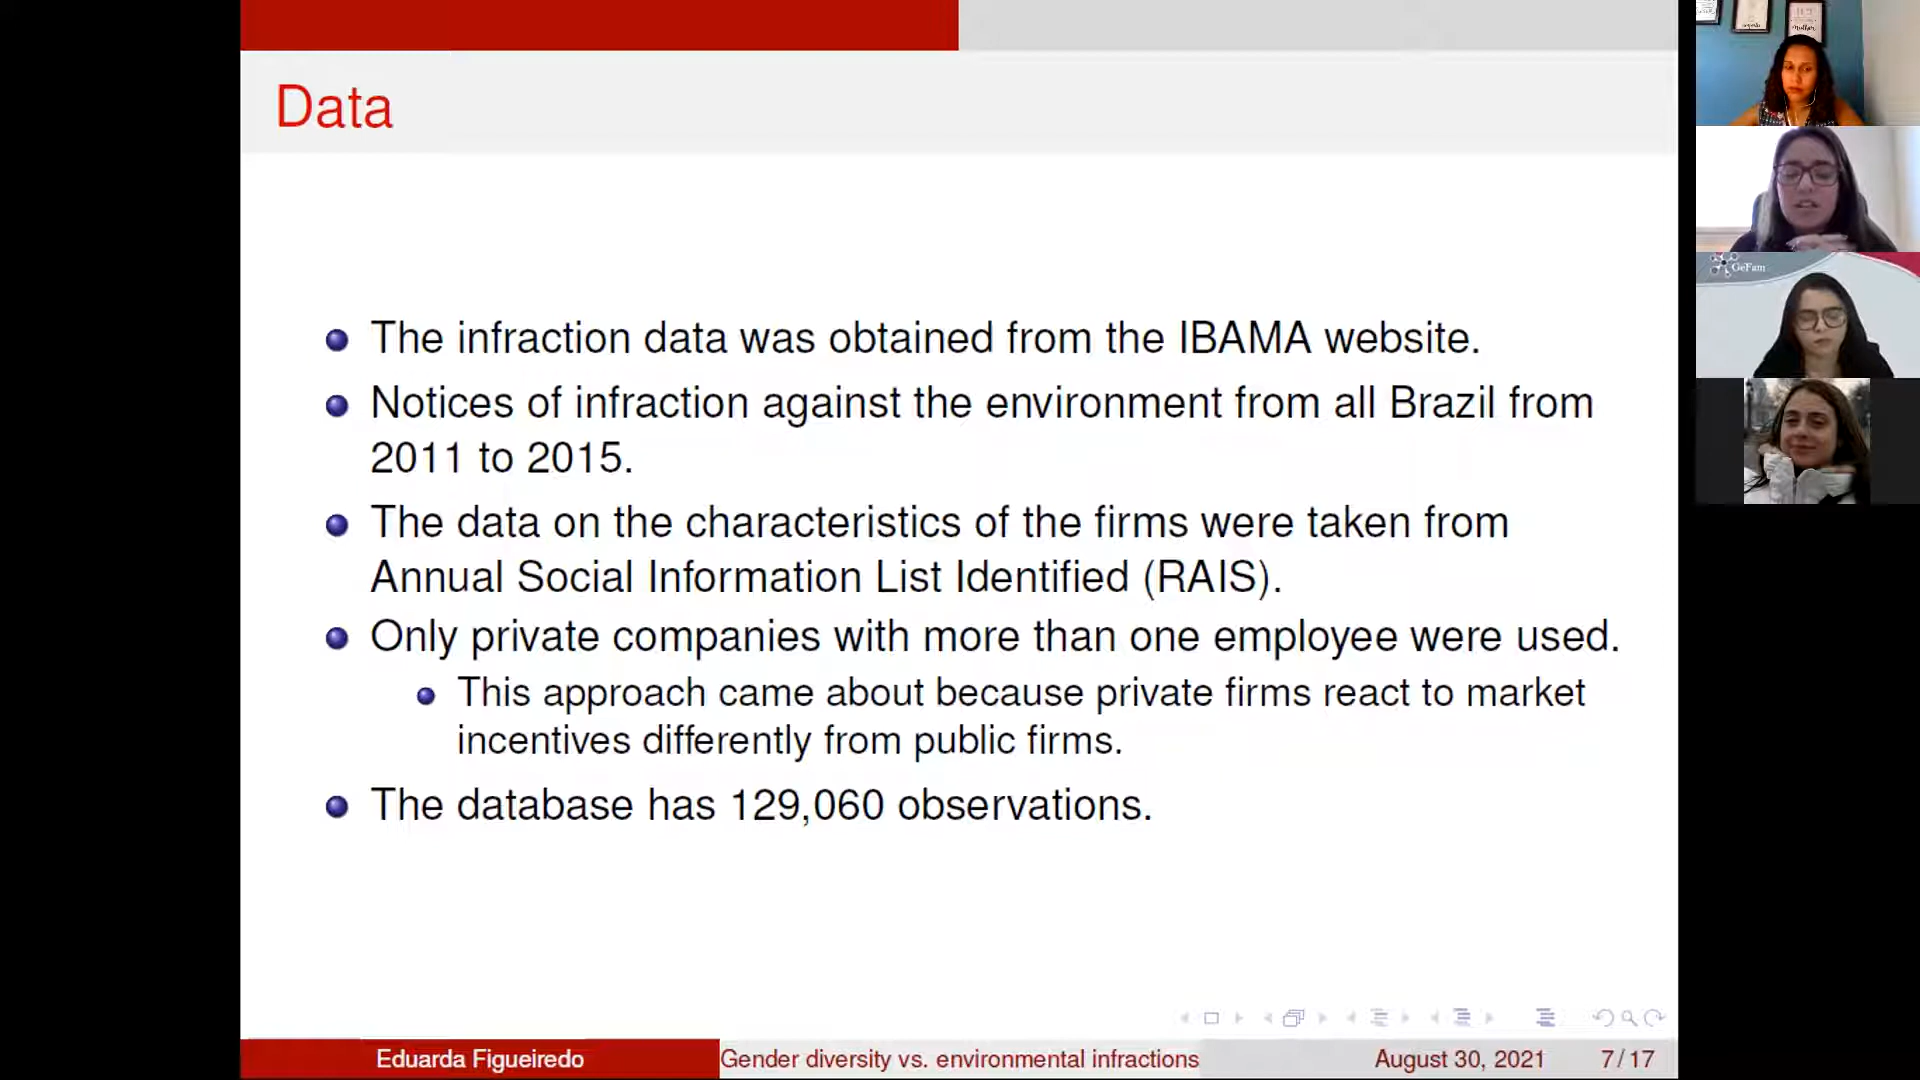 Data
The infraction data was obtained from the IBAMA website.
Notices of infraction against the environment from all Brazil from
2011 to 2015.
The data on the characteristics of the firms were taken from
Annual Social Information List Identified (RAIS).
Only private companies with more than one employee were used.
This approach came about because private firms react to market
incentives differently from public firms.
The database has 129,060 observations.
Eduarda Figueiredo
Gender diversity vs. environmental infractions
August 30, 2021
7/17
GeFam